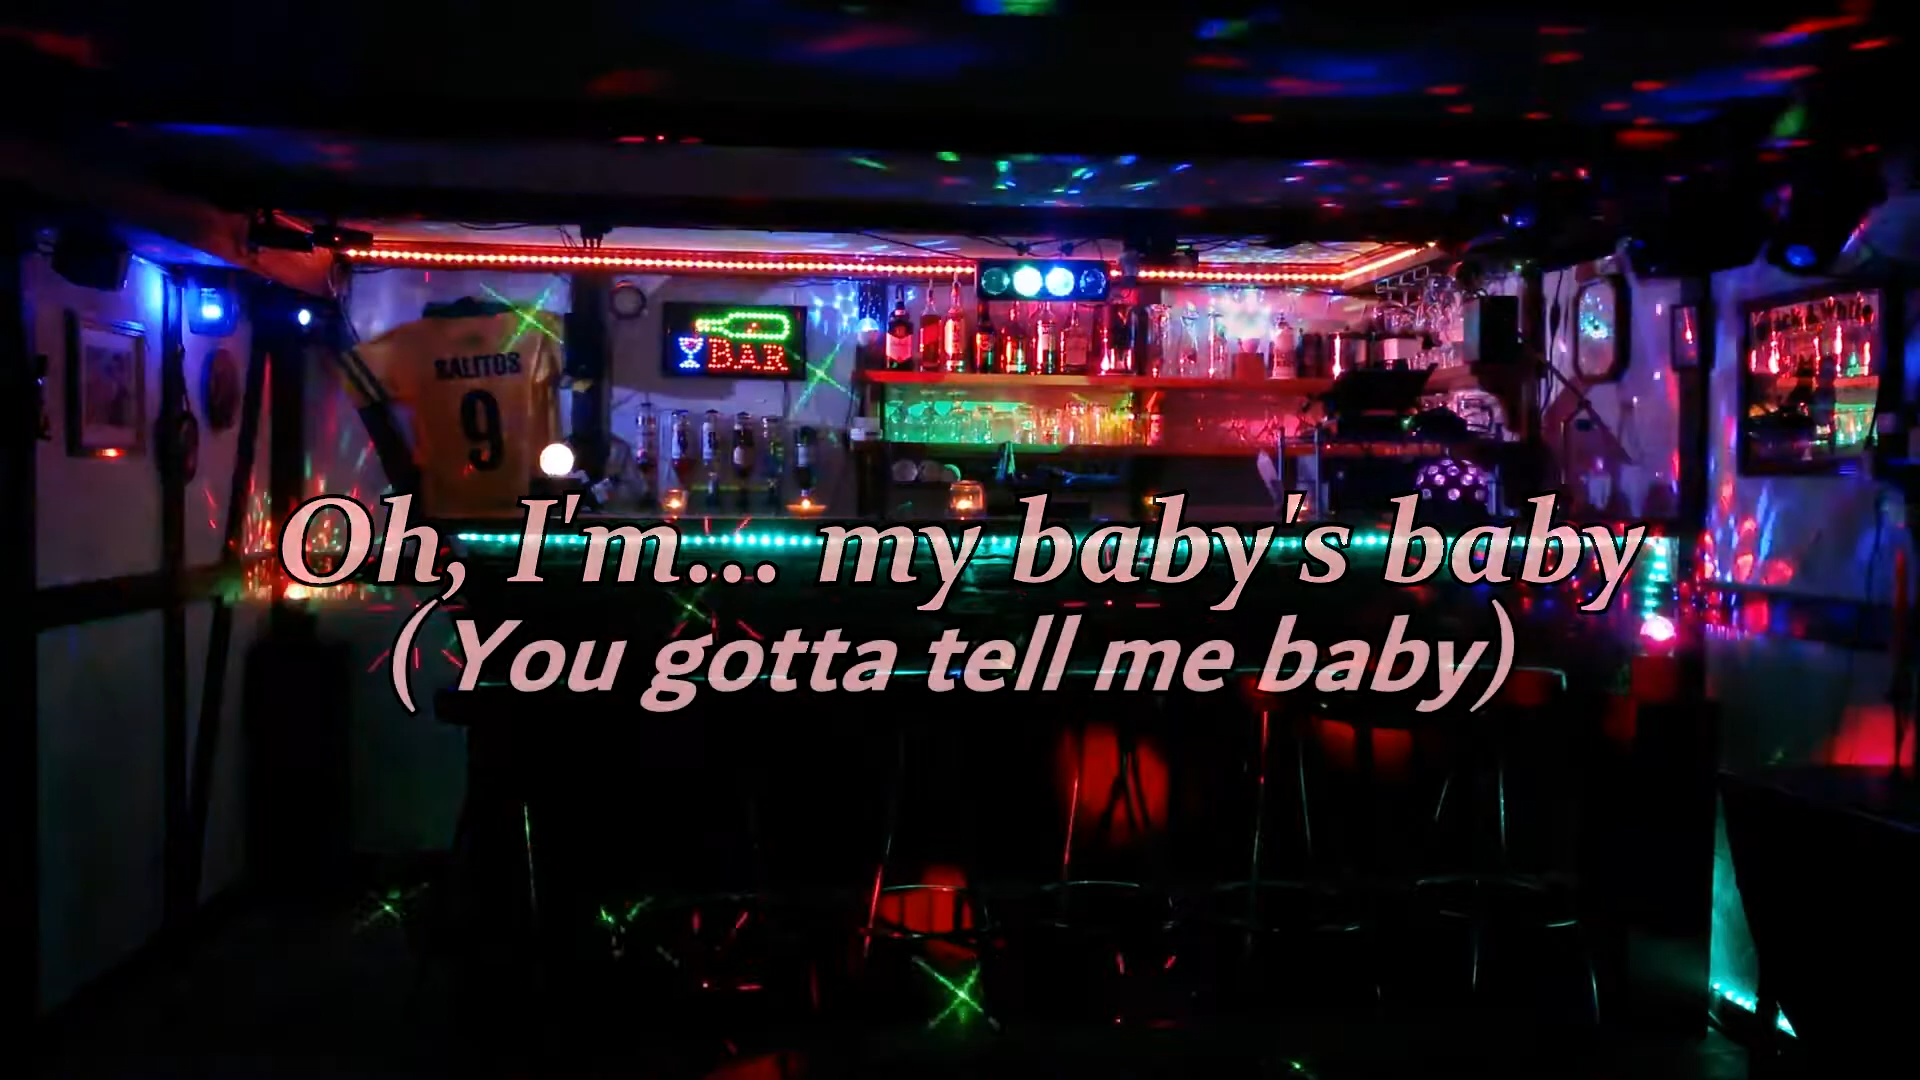 SALITOS
9
BAR
Oh, I'm... my baby's baby
(You gotta tell me baby)